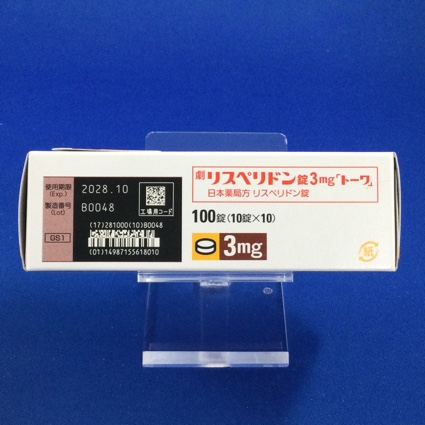 使用期限
(Exp.)
2028.10
製造番号
(Lot)
B0048
工場用コード
GS1
(17)281000(10)B0048
(01)14987155618010
劇 リスペリドン錠3mg「トーワ」
日本薬局方 リスペリドン錠
100錠(10錠×10)
3mg
紙